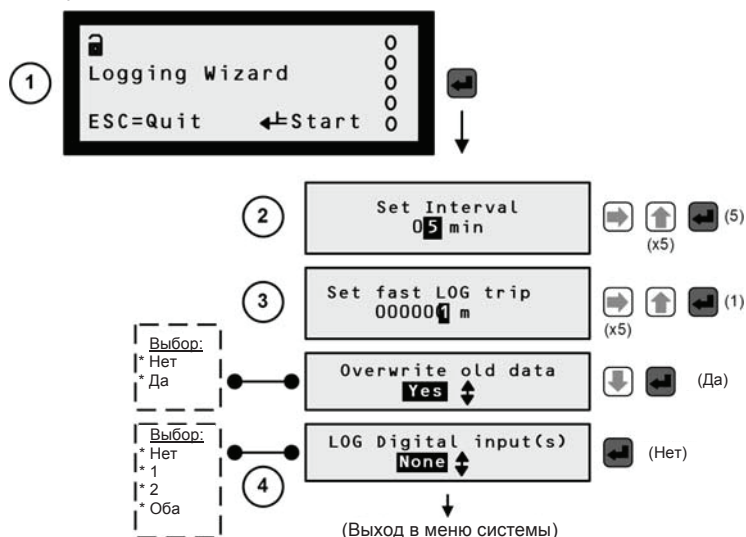 1
Logging Wizard
ESC=Quit Start
2
Set Interval
05 min
(5)
(x5)
3
Set fast LOG trip
000001 m
(1)
(x5)
Выбор:
* Нет
* Да
Overwrite old data
Yes
(Да)
Выбор:
* Нет
* 1
* 2
* Оба
4
LOG Digital input(s)
None
(Нет)
(Выход в меню системы)